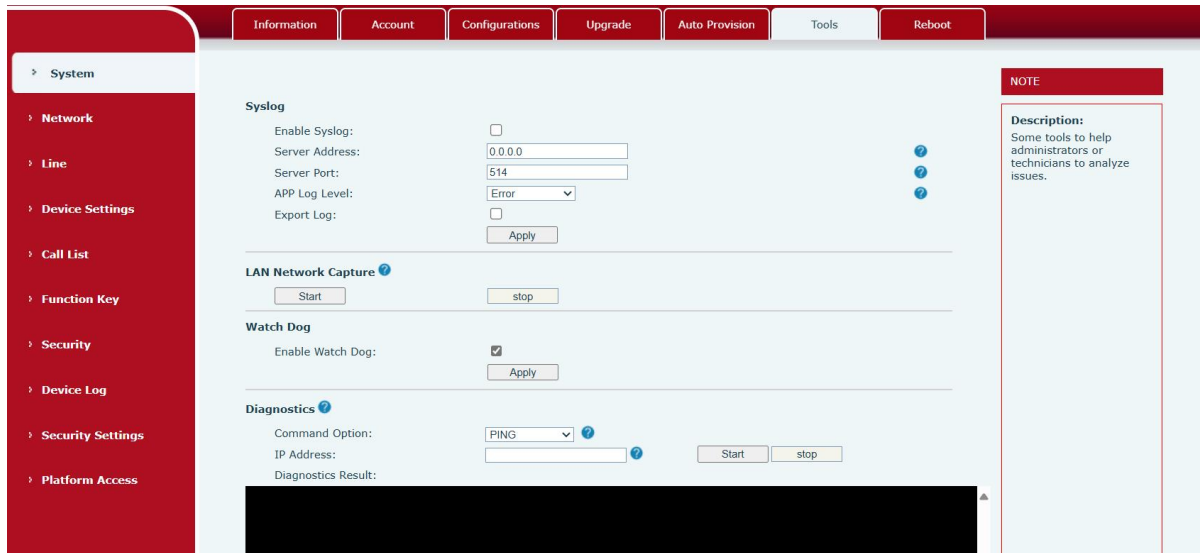 Information Account Configurations Upgrade Auto Provision Tools Reboot
System
Network
Line
Device Settings
Call List
Function Key
Security
Device Log
Security Settings
Platform Access
Syslog
Enable Syslog:
Server Address: 0.0.0.0
Server Port: 514
APP Log Level: Error
Export Log:
Apply
LAN Network Capture
Start stop
Watch Dog
Enable Watch Dog:
Apply
Diagnostics
Command Option: PING
IP Address: Start stop
Diagnostics Result:
NOTE
Description:
Some tools to help
administrators or
technicians to analyze
issues.